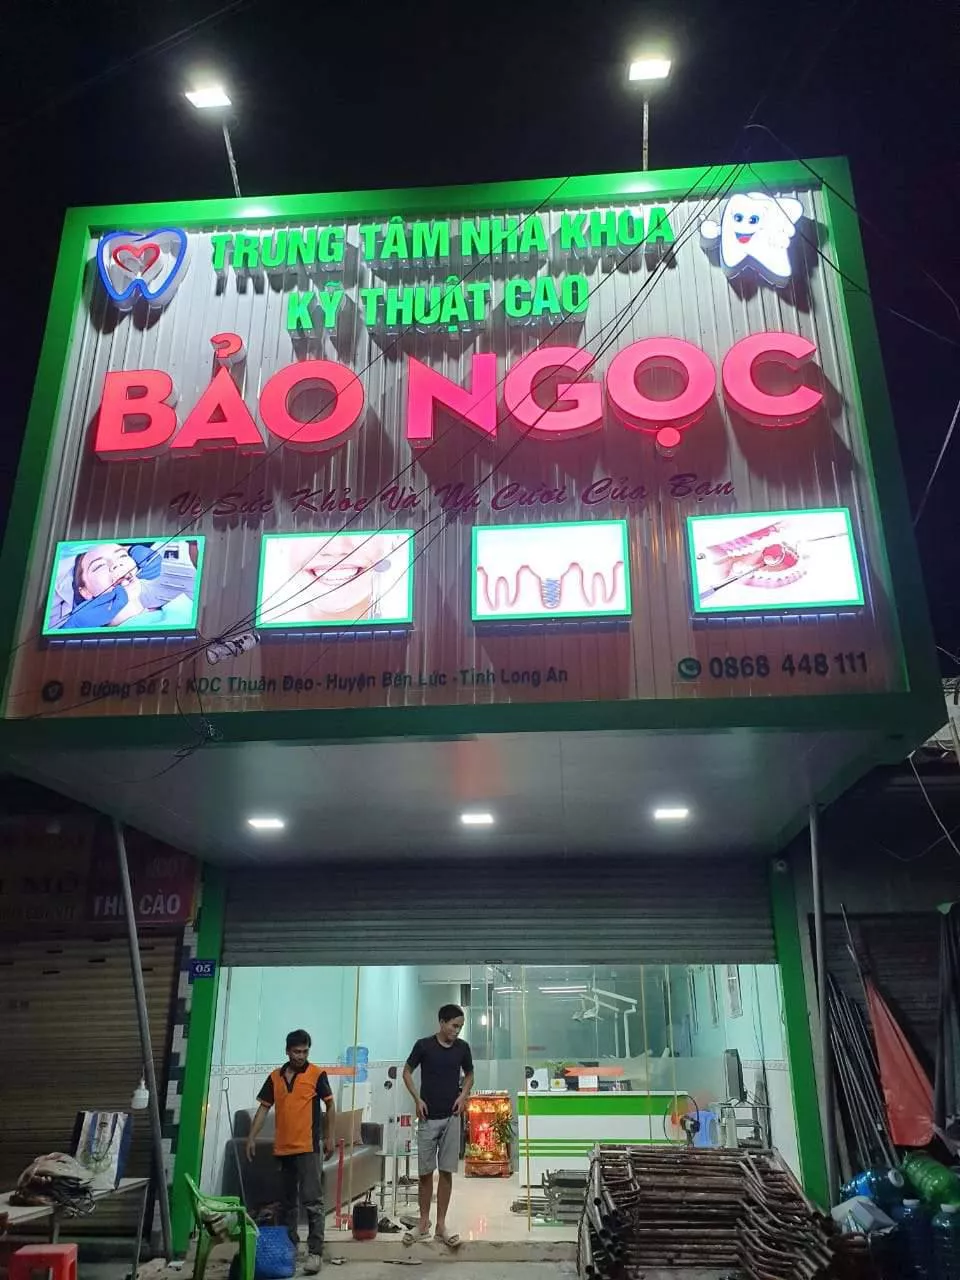 TRUNG TÂM NHA KHOA
KỸ THUẬT CAO
BẢO NGỌC
Vì Sức Khỏe Và Nụ Cười Của Bạn
Đường Số 2 - KDC Thuận Đạo - Huyện Bến Lức - Tỉnh Long An
0868 448 111
THẺ CÀO
05